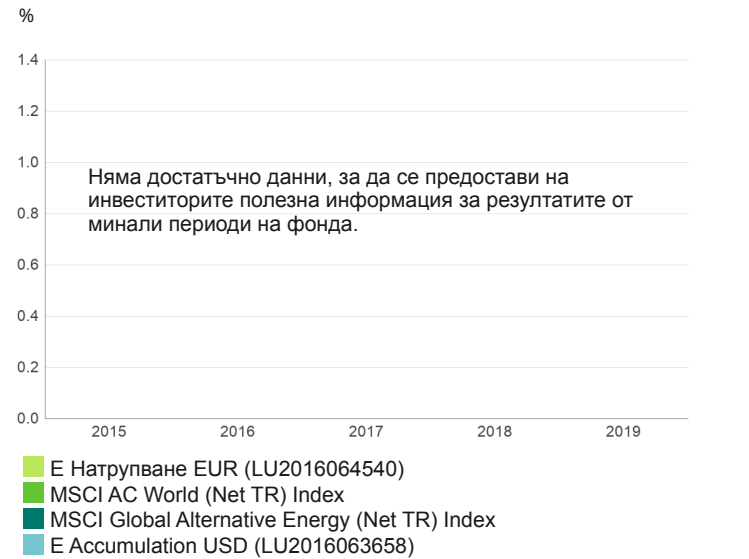 %
1.4
1.2
1.0
Няма достатъчно данни, за да се предостави на
инвеститорите полезна информация за резултатите от
0.8
минали периоди на фонда.
0.6
0.4
0.2
0.0
2015 2016 2017 2018 2019
E Натрупване EUR (LU2016064540)
MSCI AC World (Net TR) Index
MSCI Global Alternative Energy (Net TR) Index
E Accumulation USD (LU2016063658)